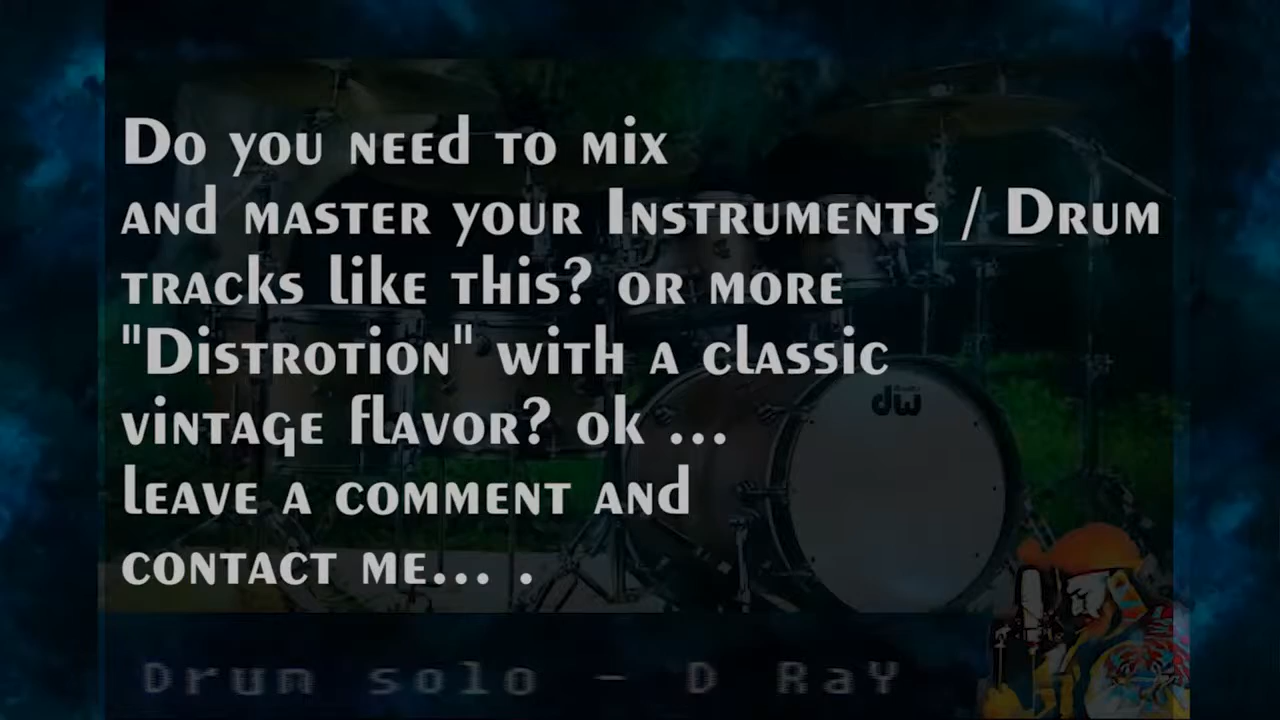 Do you need to mix
and master your Instruments / Drum
tracks like this? or more
"Distrotion" with a classic
vintage flavor? ok ...
leave a comment and
contact me... .
dw
Drum solo - D RaY